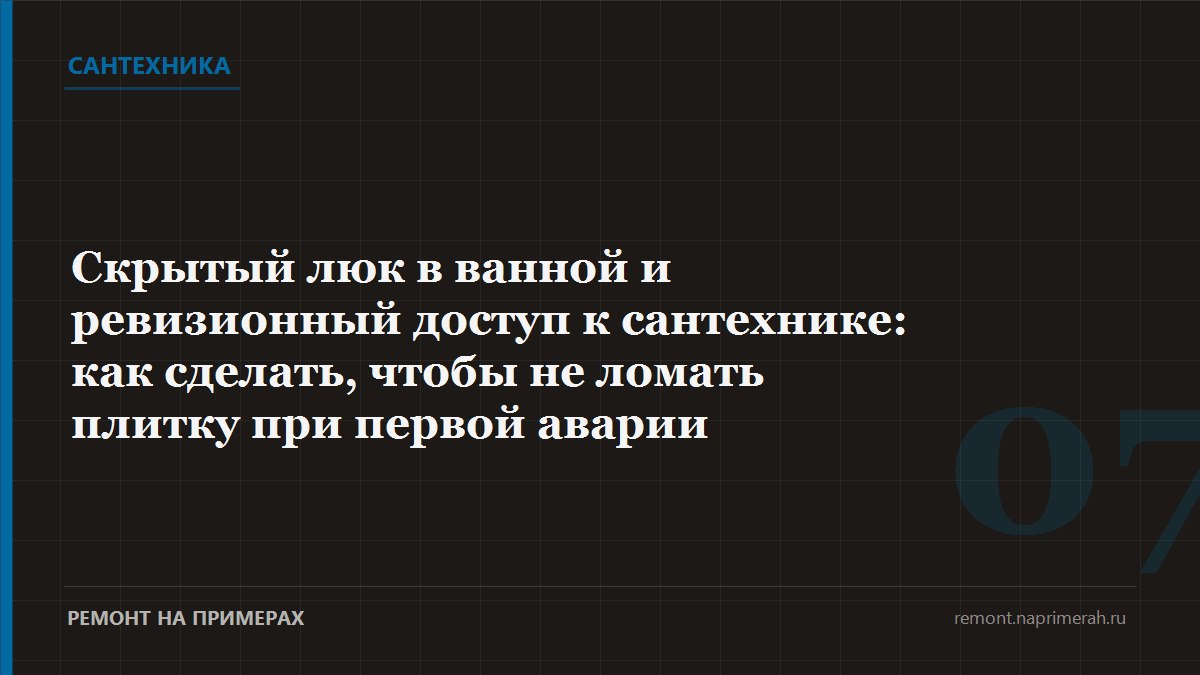 САНТЕХНИКА
Скрытый люк в ванной и
ревизионный доступ к сантехнике:
как сделать, чтобы не ломать
плитку при первой аварии
07
РЕМОНТ НА ПРИМЕРАХ
remont.naprimerah.ru